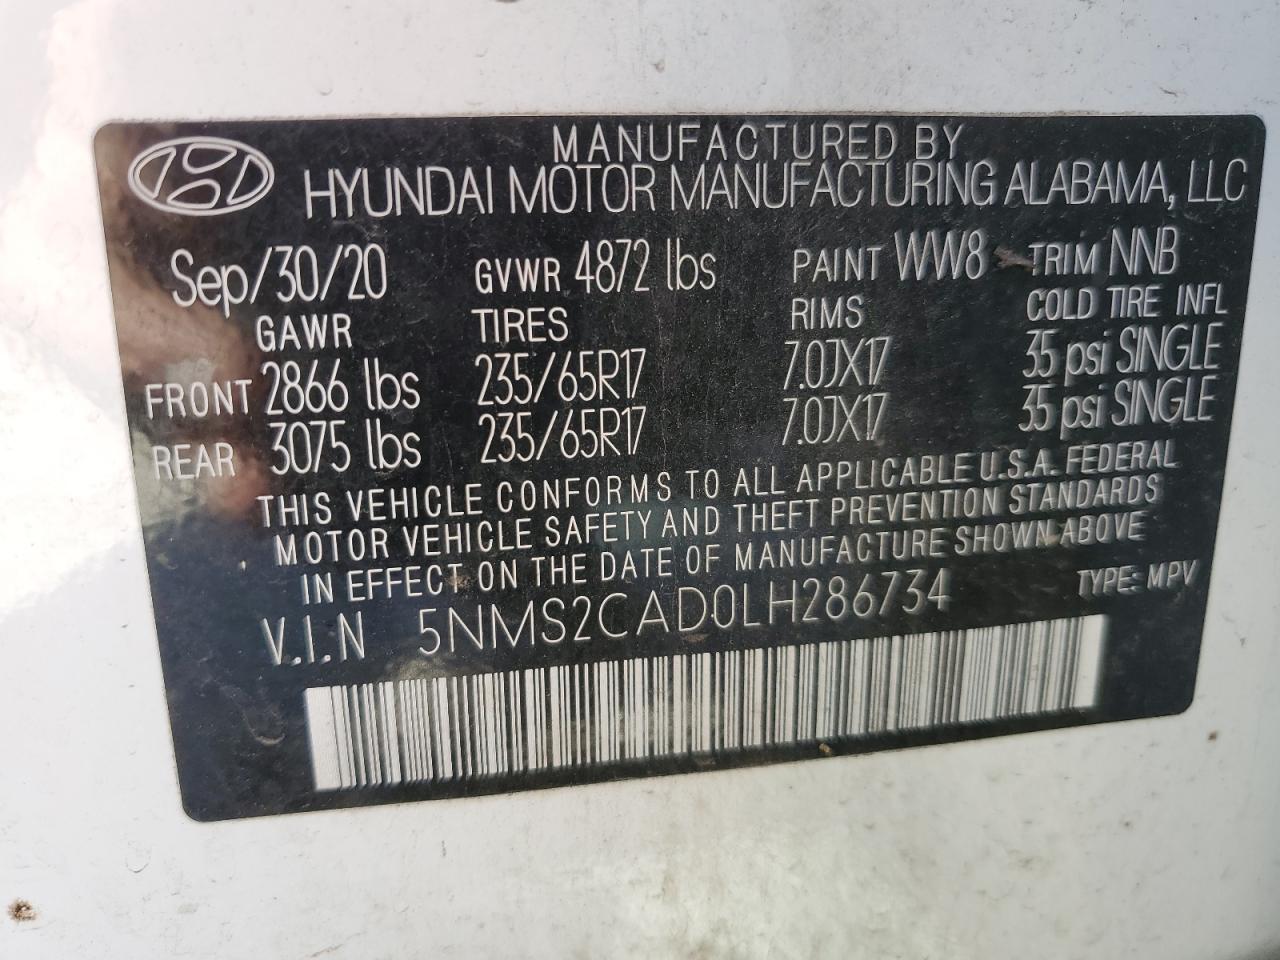 MANUFACTURED BY
HYUNDAI MOTOR MANUFACTURING ALABAMA, LLC
Sep/30/20 GVWR 4872 lbs PAINT WW8 TRIM NNB
GAWR TIRES RIMS COLD TIRE INFL
FRONT 2866 lbs 235/65R17 7.0JX17 35 psi SINGLE
REAR 3075 lbs 235/65R17 7.0JX17 35 psi SINGLE
THIS VEHICLE CONFORMS TO ALL APPLICABLE U.S.A. FEDERAL
MOTOR VEHICLE SAFETY AND THEFT PREVENTION STANDARDS
IN EFFECT ON THE DATE OF MANUFACTURE SHOWN ABOVE
V.I.N 5NMS2CAD0LH286734 TYPE: MPV